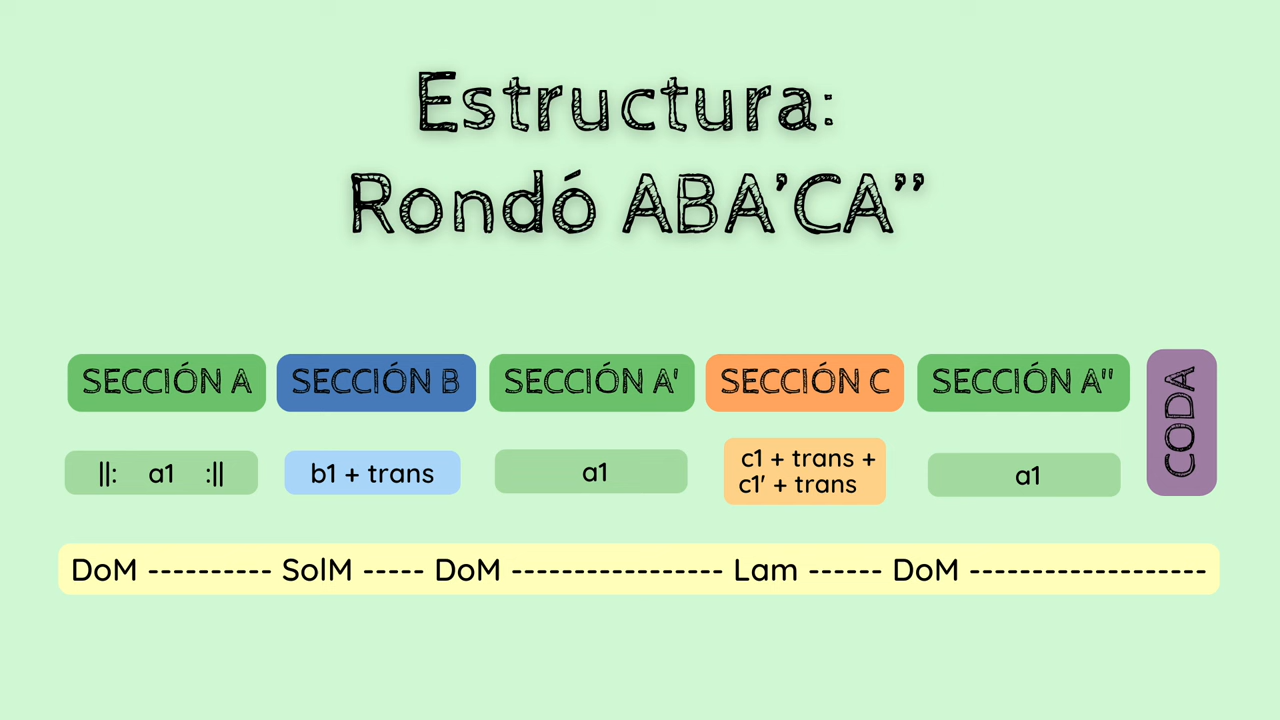 Estructura:
Rondó ABA’CA’’
SECCIÓN A SECCIÓN B SECCIÓN A' SECCIÓN C SECCIÓN A" CODA
||: a1 :|| b1 + trans a1 c1 + trans + a1
c1' + trans
DoM ---------- SolM ----- DoM ----------------- Lam ------ DoM -------------------